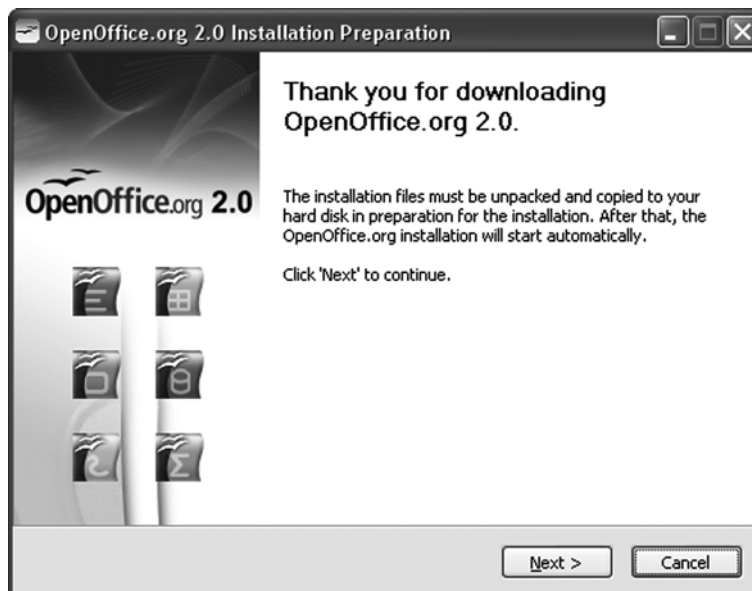 OpenOffice.org 2.0 Installation Preparation
Thank you for downloading
OpenOffice.org 2.0.
OpenOffice.org 2.0
The installation files must be unpacked and copied to your
hard disk in preparation for the installation. After that, the
OpenOffice.org installation will start automatically.
Click 'Next' to continue.
Next >
Cancel